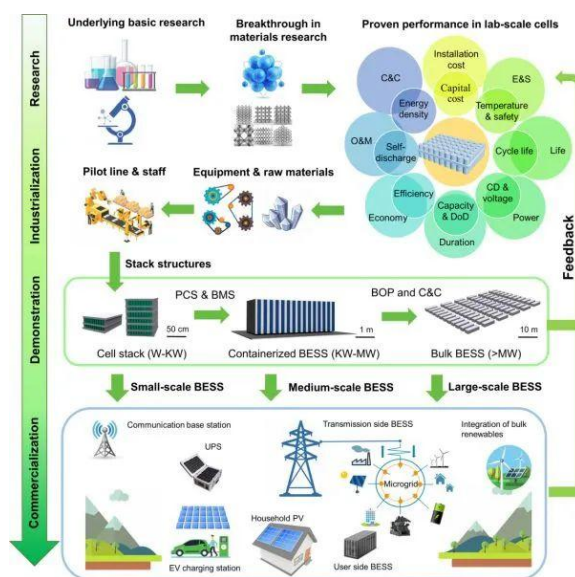 Underlying basic research
Breakthrough in
materials research
Proven performance in lab-scale cells
Research
Installation
cost
Capital
cost
C&C
Energy
density
E&S
Temperature
& safety
O&M
Self-
discharge
Cycle life
Life
Efficiency
Economy
Capacity
& DoD
Duration
CD &
voltage
Power
Industrialization
Pilot line & staff
Equipment & raw materials
Feedback
Stack structures
Demonstration
PCS & BMS
BOP and C&C
50 cm
1 m
10 m
Cell stack (W-KW)
Containerized BESS (KW-MW)
Bulk BESS (>MW)
Small-scale BESS
Medium-scale BESS
Large-scale BESS
Commercialization
Communication base station
UPS
Transmission side BESS
Integration of bulk
renewables
Microgrid
Household PV
EV charging station
User side BESS